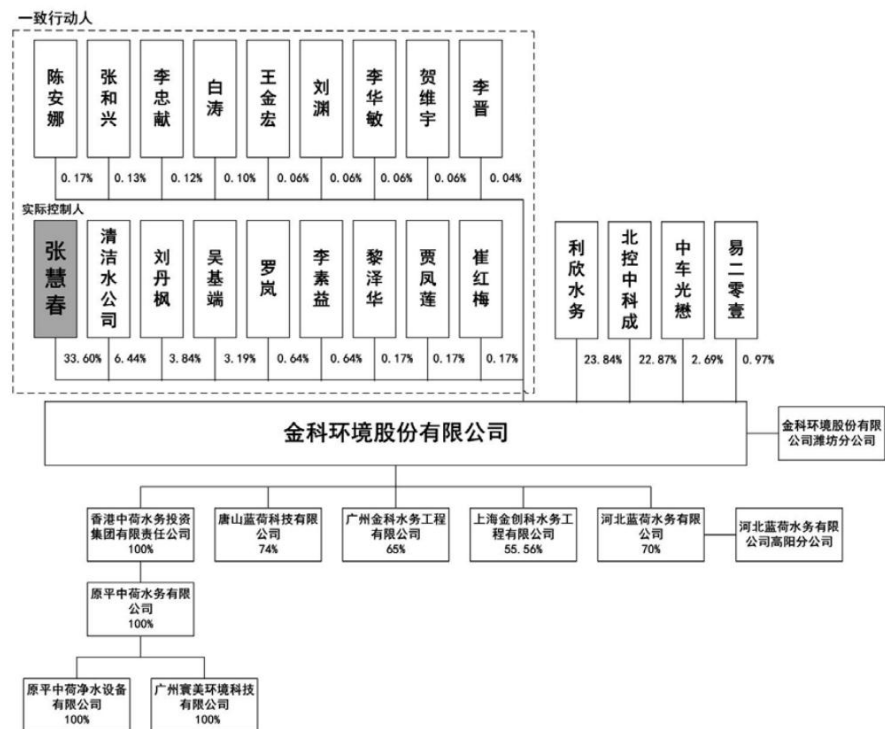 一致行动人
陈安娜
张和兴
李忠献
白涛
王金宏
刘渊
李华敏
贺维宇
李晋
0.17%
0.13%
0.12%
0.10%
0.06%
0.06%
0.06%
0.06%
0.04%
实际控制人
张慧春
清洁水公司
刘丹枫
吴基端
罗岚
李素益
黎泽华
贾凤莲
崔红梅
利欣水务
北控中科成
中车光懋
易二零壹
33.60%
6.44%
3.84%
3.19%
0.64%
0.64%
0.17%
0.17%
0.17%
23.84%
22.87%
2.69%
0.97%
金科环境股份有限公司
金科环境股份有限
公司潍坊分公司
香港中荷水务投资
集团有限责任公司
100%
唐山蓝荷科技有限公
司
74%
广州金科水务工程
有限公司
65%
上海金创科水务工
程有限公司
55.56%
河北蓝荷水务有限公
司
70%
河北蓝荷水务有限
公司高阳分公司
原平中荷水务有限
公司
100%
原平中荷净水设备
有限公司
100%
广州寰美环境科技
有限公司
100%